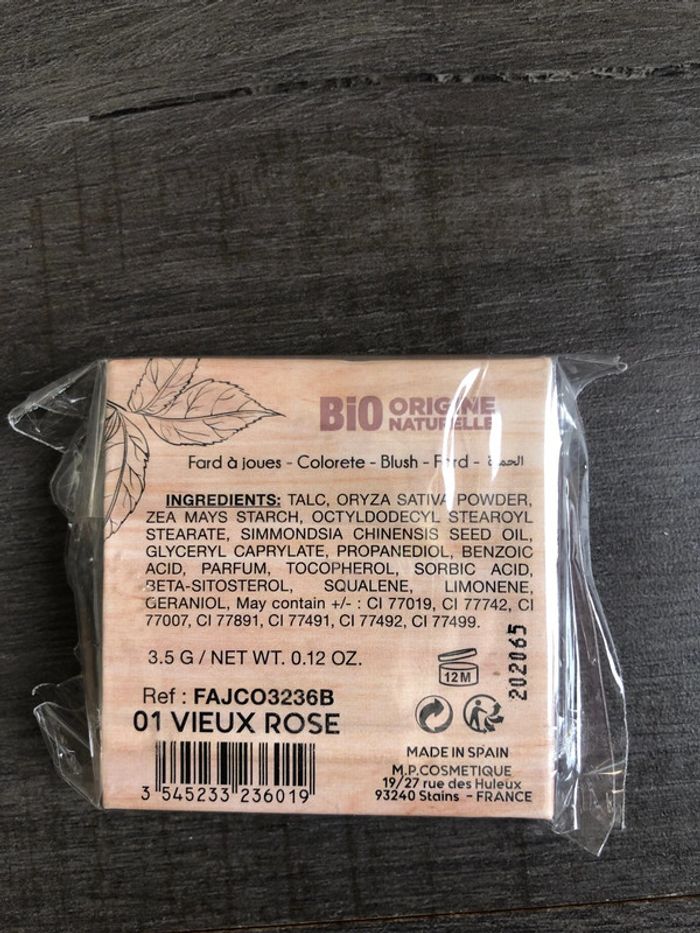 BiO ORIGINE
NATURELLE
Fard à joues - Colorete - Blush - Fard - الحمرة
INGREDIENTS: TALC, ORYZA SATIVA POWDER,
ZEA MAYS STARCH, OCTYLDODECYL STEAROYL
STEARATE, SIMMONDSIA CHINENSIS SEED OIL,
GLYCERYL CAPRYLATE, PROPANEDIOL, BENZOIC
ACID, PARFUM, TOCOPHEROL, SORBIC ACID,
BETA-SITOSTEROL, SQUALENE, LIMONENE,
GERANIOL, May contain +/- : CI 77019, CI 77742, CI
77007, CI 77891, CI 77491, CI 77492, CI 77499.
3.5 G / NET WT. 0.12 OZ.
12M
202065
Ref : FAJCO3236B
01 VIEUX ROSE
3 545233 236019
MADE IN SPAIN
M.P.COSMETIQUE
19/27 rue des Huleux
93240 Stains - FRANCE